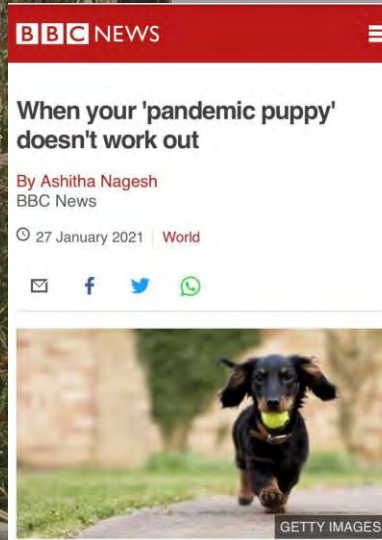 BBC NEWS
When your 'pandemic puppy'
doesn't work out
By Ashitha Nagesh
BBC News
27 January 2021 World
GETTY IMAGES